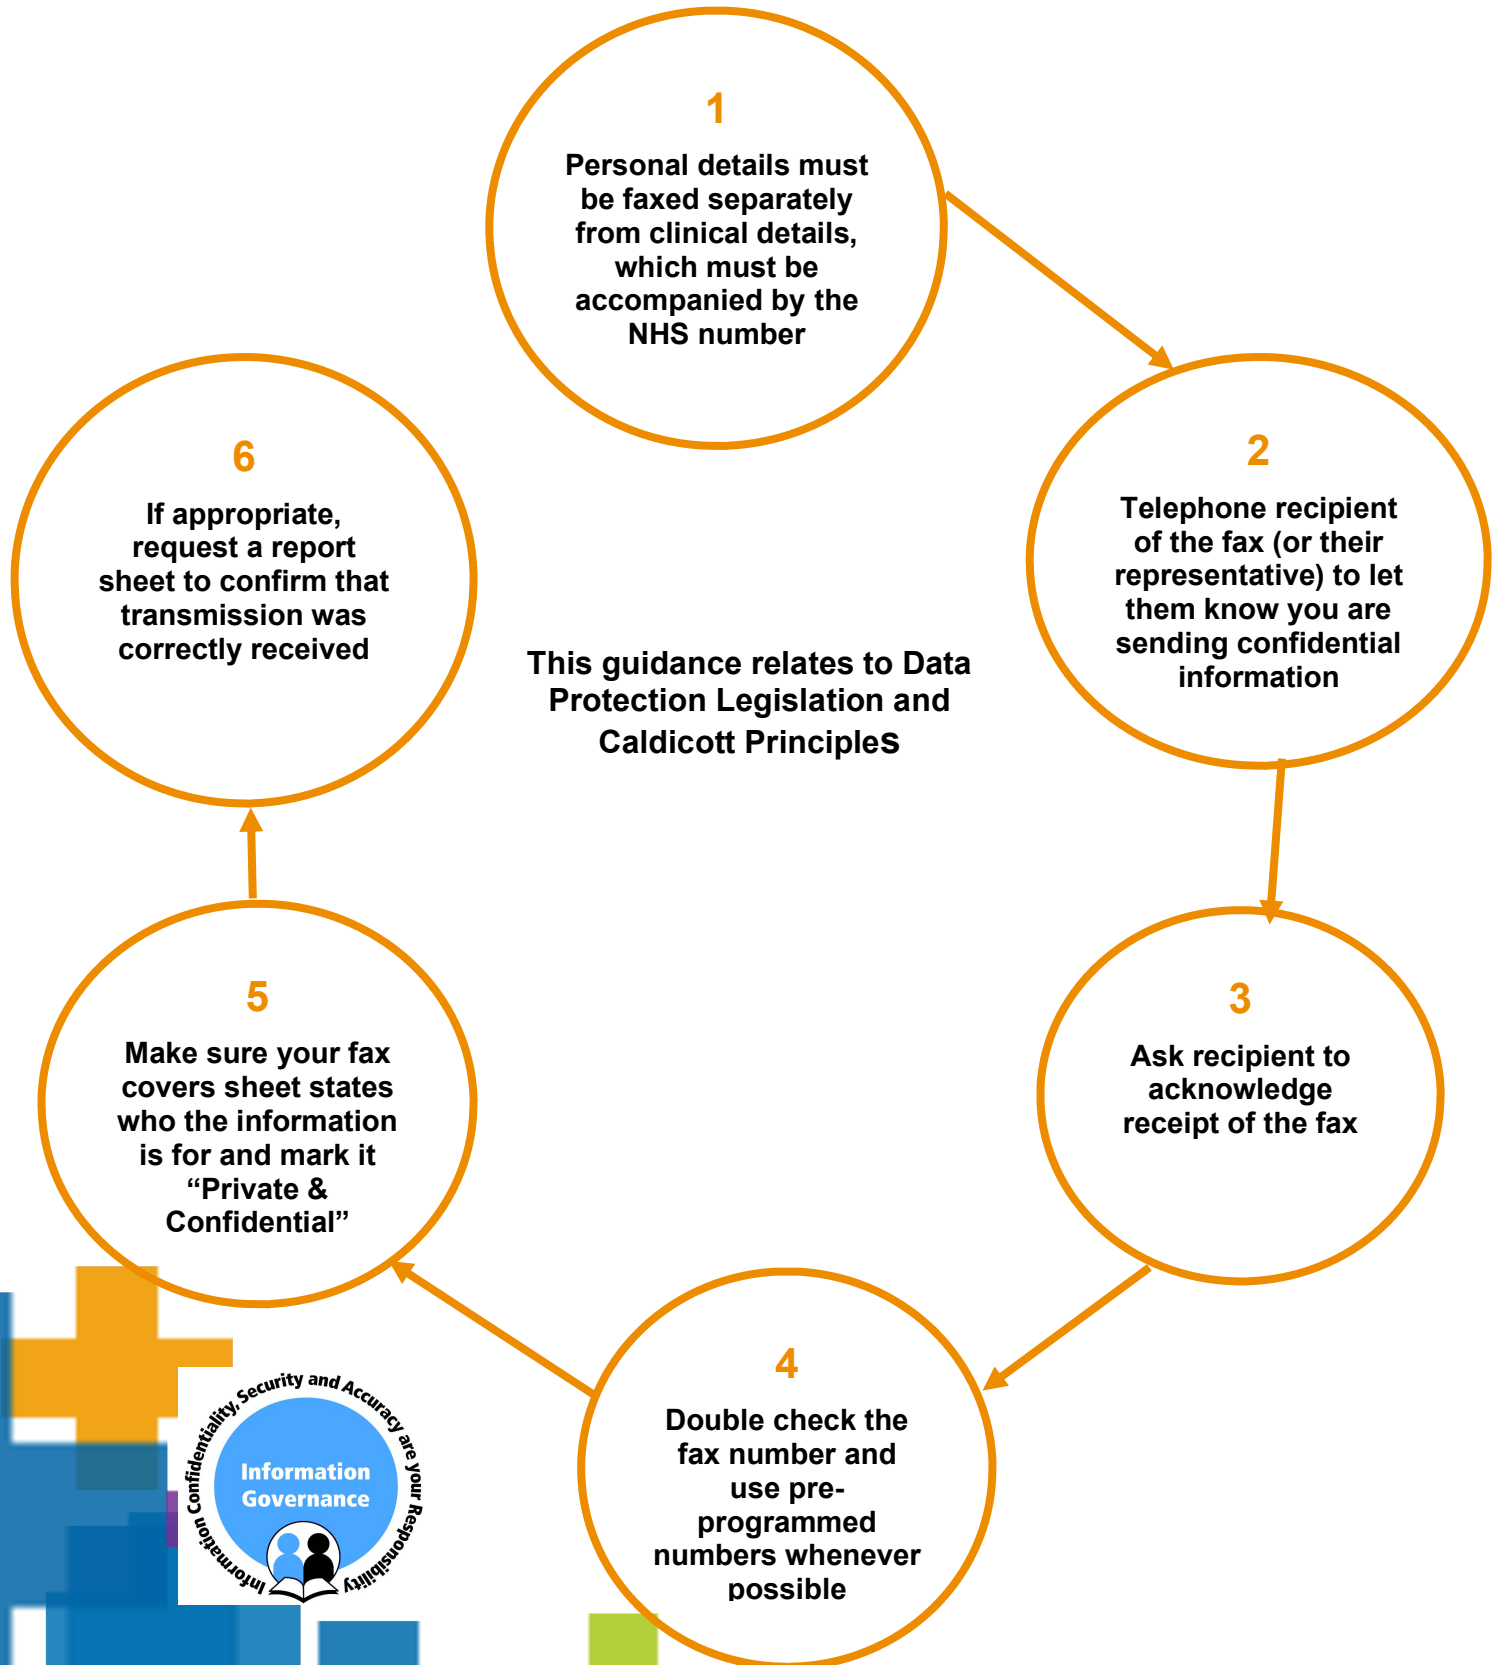 1
Personal details must
be faxed separately
from clinical details,
which must be
accompanied by the
NHS number
2
Telephone recipient
of the fax (or their
representative) to let
them know you are
sending confidential
information
3
Ask recipient to
acknowledge
receipt of the fax
4
Double check the
fax number and
use pre-
programmed
numbers whenever
possible
5
Make sure your fax
covers sheet states
who the information
is for and mark it
“Private &
Confidential”
6
If appropriate,
request a report
sheet to confirm that
transmission was
correctly received
This guidance relates to Data
Protection Legislation and
Caldicott Principles
Information Confidentiality, Security and Accuracy are your Responsibility
Information
Governance